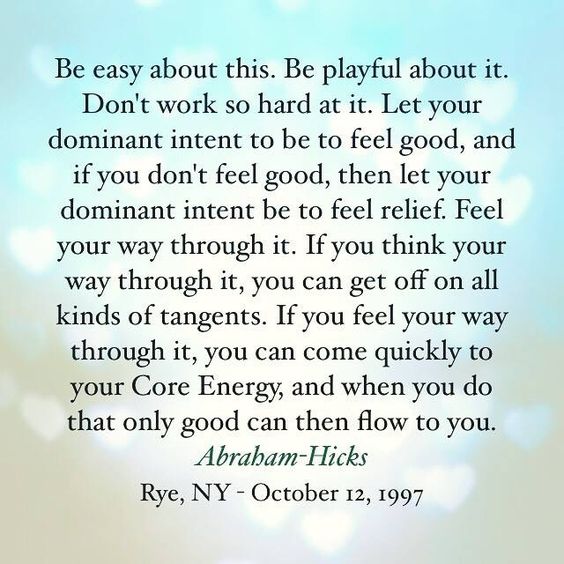 Be easy about this. Be playful about it.
Don't work so hard at it. Let your
dominant intent to be to feel good, and
if you don't feel good, then let your
dominant intent be to feel relief. Feel
your way through it. If you think your
way through it, you can get off on all
kinds of tangents. If you feel your way
through it, you can come quickly to
your Core Energy, and when you do
that only good can then flow to you.
Abraham-Hicks
Rye, NY - October 12, 1997